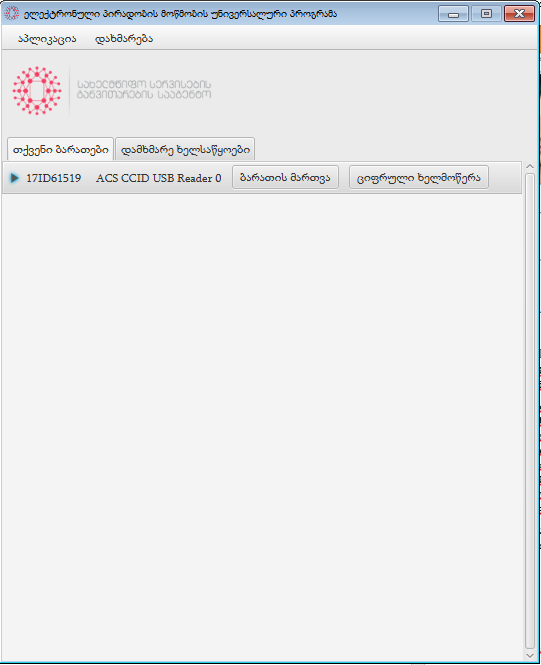 ელექტრონული პირადობის მოწმობის უნივერსალური პროგრამა
აპლიკაცია დახმარება
სახელმწიფო სერვისების
განვითარების სააგენტო
თქვენი ბარათები დამხმარე ხელსაწყოები
17ID61519 ACS CCID USB Reader 0 ბარათის მართვა ციფრული ხელმოწერა